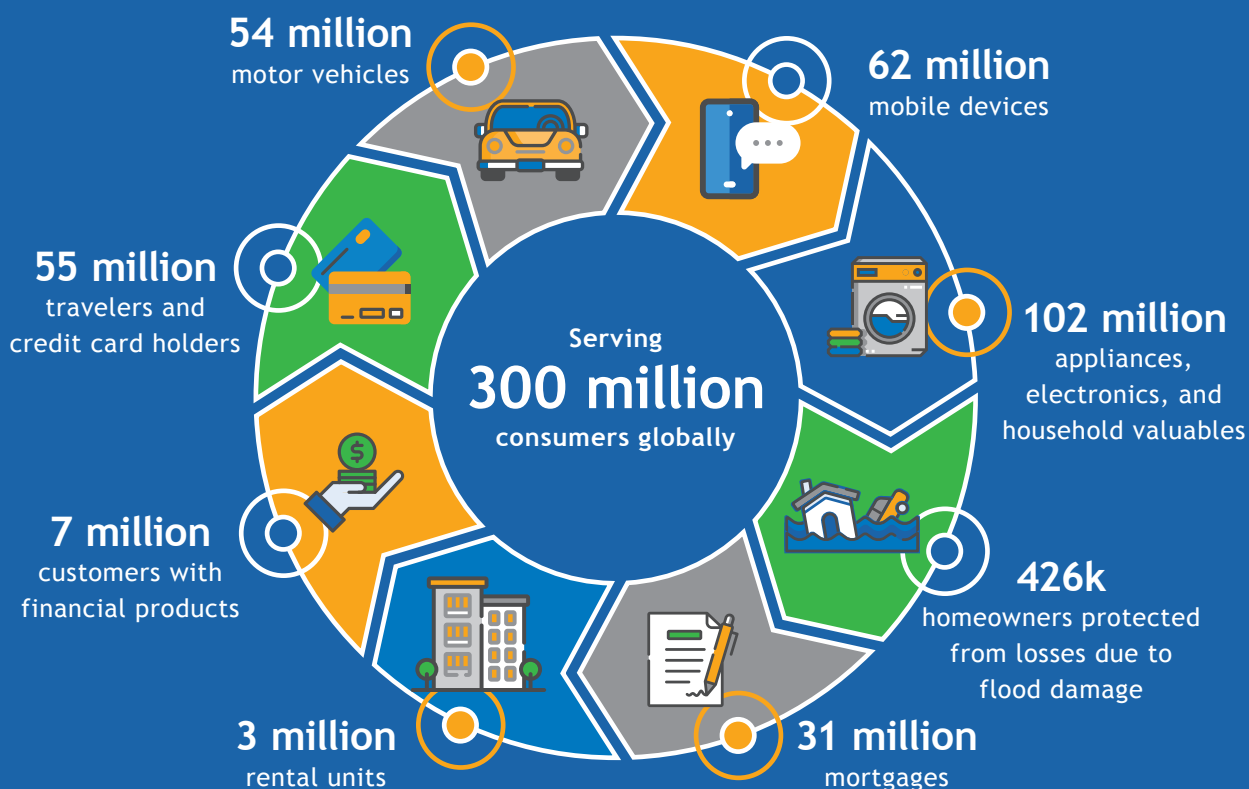 54 million
motor vehicles
62 million
mobile devices
55 million
travelers and
credit card holders
Serving
300 million
consumers globally
102 million
appliances,
electronics, and
household valuables
7 million
customers with
financial products
426k
homeowners protected
from losses due to
flood damage
3 million
rental units
31 million
mortgages